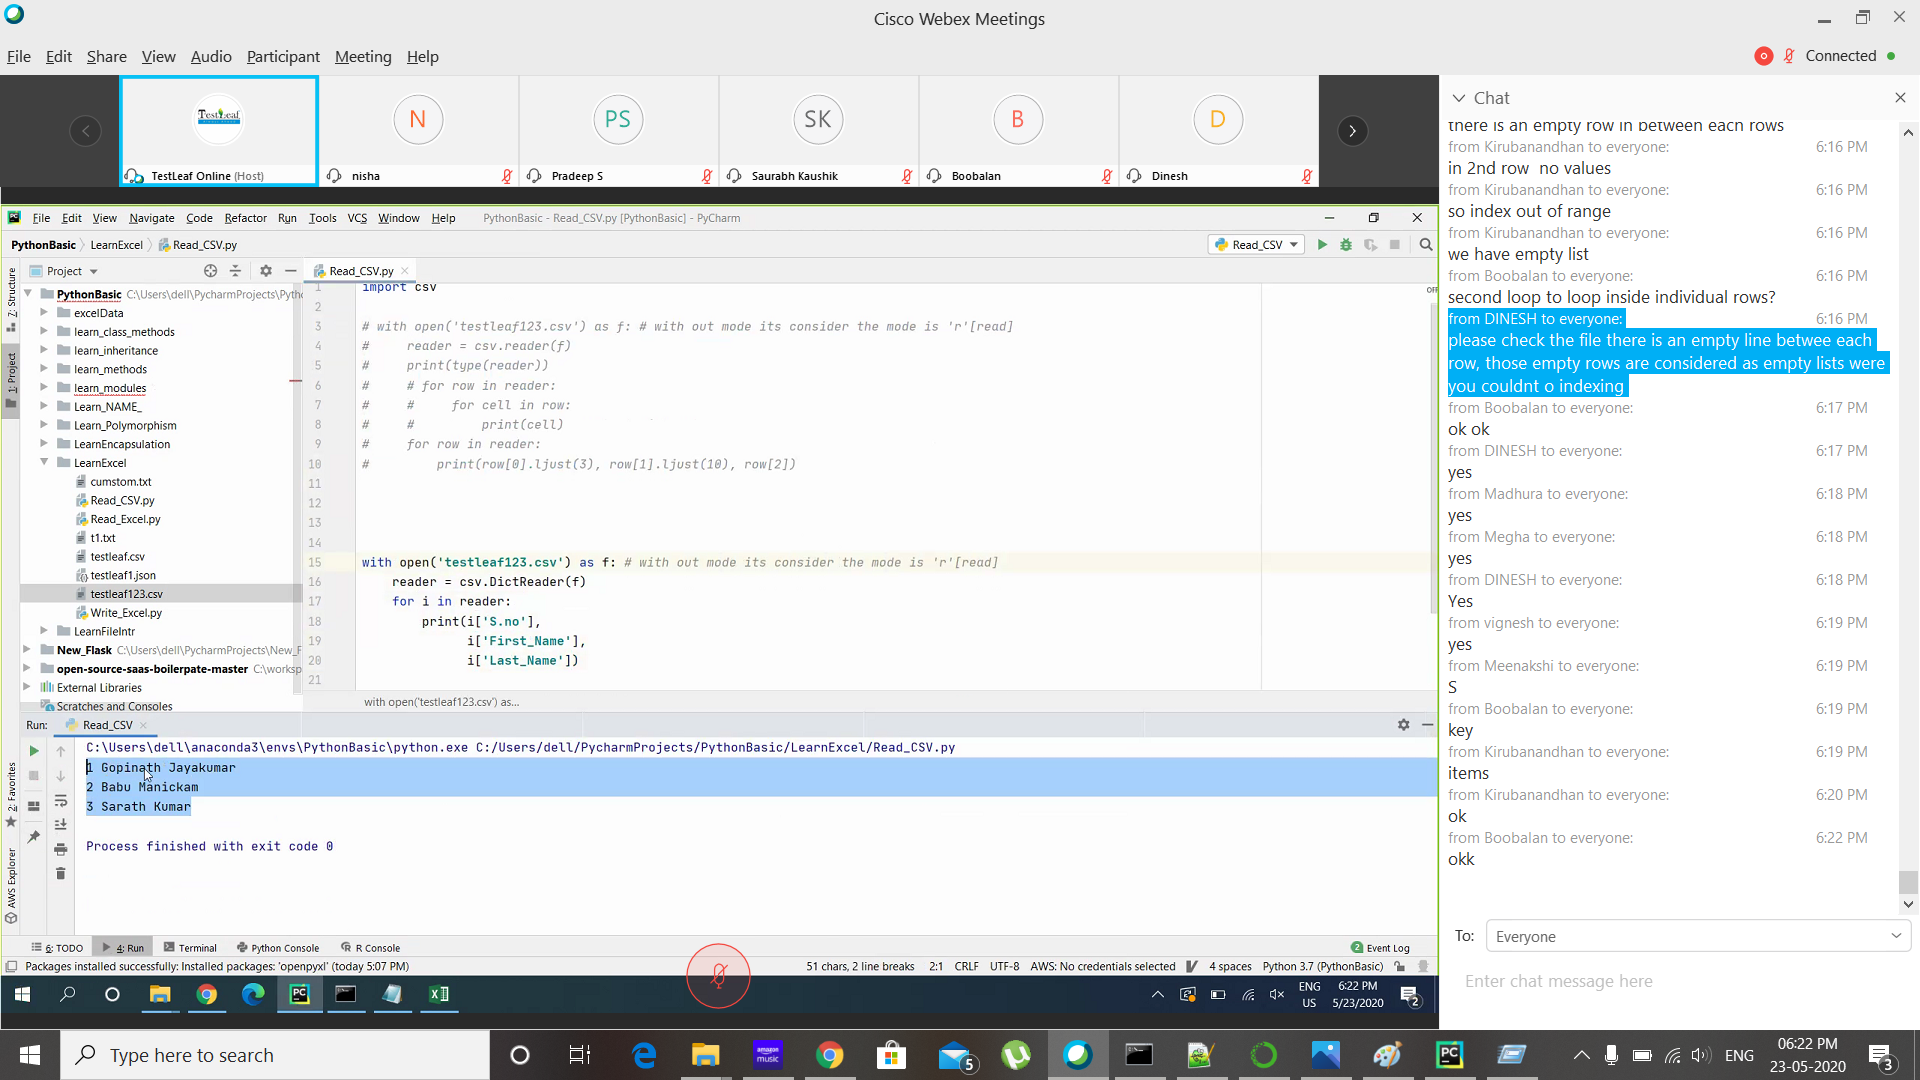 Cisco Webex Meetings
File Edit Share View Audio Participant Meeting Help
Connected
TestLeaf
N
PS
SK
B
D
TestLeaf Online (Host)
nisha
Pradeep S
Saurabh Kaushik
Boobalan
Dinesh
File Edit View Navigate Code Refactor Run Tools VCS Window Help PythonBasic - Read_CSV.py [PythonBasic] - PyCharm
PythonBasic LearnExcel Read_CSV.py
Read_CSV
Project
Read_CSV.py
Z: Structure
1: Project
2: Favorites
AWS Explorer
PythonBasic C:\Users\dell\PycharmProjects\Pyth
excelData
learn_class_methods
learn_inheritance
learn_methods
learn_modules
Learn_NAME_
Learn_Polymorphism
LearnEncapsulation
LearnExcel
cumstom.txt
Read_CSV.py
Read_Excel.py
t1.txt
testleaf.csv
testleaf1.json
testleaf123.csv
Write_Excel.py
LearnFileIntr
New_Flask C:\Users\dell\PycharmProjects\New_F
open-source-saas-boilerpate-master C:\worksp
External Libraries
Scratches and Consoles
OFF
1 import csv
2
3 # with open('testleaf123.csv') as f: # with out mode its consider the mode is 'r'[read]
4 #     reader = csv.reader(f)
5 #     print(type(reader))
6 #     # for row in reader:
7 #     #     for cell in row:
8 #     #         print(cell)
9 #     for row in reader:
10 #         print(row[0].ljust(3), row[1].ljust(10), row[2])
11
12
13
14
15 with open('testleaf123.csv') as f: # with out mode its consider the mode is 'r'[read]
16     reader = csv.DictReader(f)
17     for i in reader:
18         print(i['S.no'],
19               i['First_Name'],
20               i['Last_Name'])
21
with open('testleaf123.csv') as...
Run: Read_CSV
C:\Users\dell\anaconda3\envs\PythonBasic\python.exe C:/Users/dell/PycharmProjects/PythonBasic/LearnExcel/Read_CSV.py
1 Gopinath Jayakumar
2 Babu Manickam
3 Sarath Kumar
Process finished with exit code 0
6: TODO 4: Run Terminal Python Console R Console 2 Event Log
Packages installed successfully: Installed packages: 'openpyxl' (today 5:07 PM) 51 chars, 2 line breaks 2:1 CRLF UTF-8 AWS: No credentials selected 4 spaces Python 3.7 (PythonBasic)
ENG
US
6:22 PM
5/23/2020
2
Chat
there is an empty row in between each rows
from Kirubanandhan to everyone: 6:16 PM
in 2nd row no values
from Kirubanandhan to everyone: 6:16 PM
so index out of range
from Kirubanandhan to everyone: 6:16 PM
we have empty list
from Boobalan to everyone: 6:16 PM
second loop to loop inside individual rows?
from DINESH to everyone: 6:16 PM
please check the file there is an empty line betwee each
row, those empty rows are considered as empty lists were
you couldnt o indexing
from Boobalan to everyone: 6:17 PM
ok ok
from DINESH to everyone: 6:17 PM
yes
from Madhura to everyone: 6:18 PM
yes
from Megha to everyone: 6:18 PM
yes
from DINESH to everyone: 6:18 PM
Yes
from vignesh to everyone: 6:19 PM
yes
from Meenakshi to everyone: 6:19 PM
S
from Boobalan to everyone: 6:19 PM
key
from Kirubanandhan to everyone: 6:19 PM
items
from Kirubanandhan to everyone: 6:20 PM
ok
from Boobalan to everyone: 6:22 PM
okk
To: Everyone
Enter chat message here
Type here to search
amazon
music
5
ENG
06:22 PM
23-05-2020
3